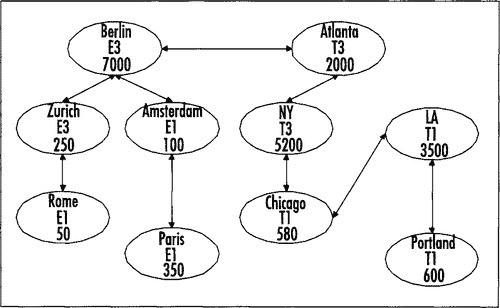 Berlin
E3
7000
Atlanta
T3
2000
Zurich
E3
250
Amsterdam
E1
100
NY
T3
5200
LA
T1
3500
Rome
E1
50
Paris
E1
350
Chicago
T1
580
Portland
T1
600